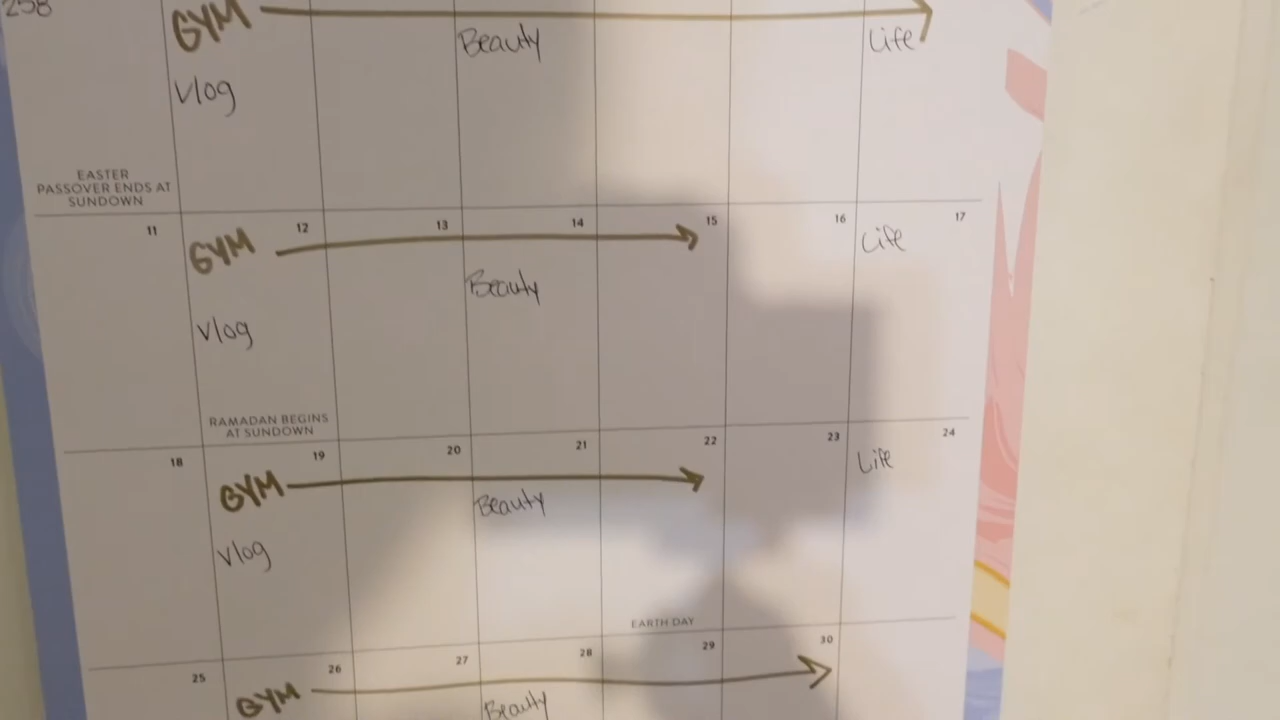 258
GYM
Beauty
Life
Vlog
EASTER
PASSOVER ENDS AT
SUNDOWN
11
12
13
14
15
16
17
GYM
Life
Beauty
Vlog
RAMADAN BEGINS
AT SUNDOWN
18
19
20
21
22
23
24
GYM
Life
Beauty
Vlog
EARTH DAY
25
26
27
28
29
30
GYM
Beauty